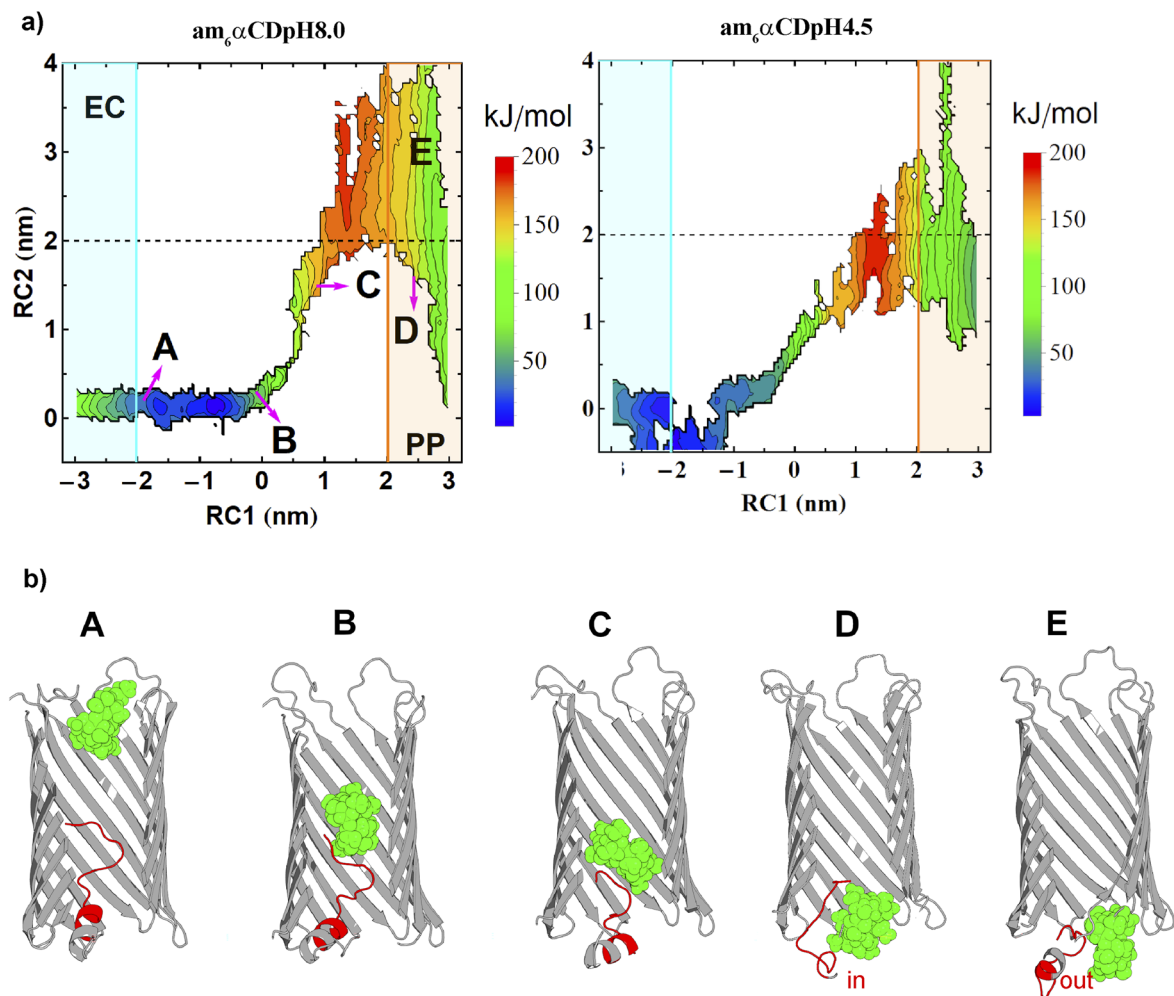 a)
am₆αCDpH8.0
am₆αCDpH4.5
RC2 (nm)
4
3
2
1
0
EC
A
B
C
D
E
PP
−3 −2 −1 0 1 2 3
RC1 (nm)
kJ/mol
200
150
100
50
4
3
2
1
0
−2 −1 0 1 2 3
RC1 (nm)
kJ/mol
200
150
100
50
b)
A B C D E
in
out